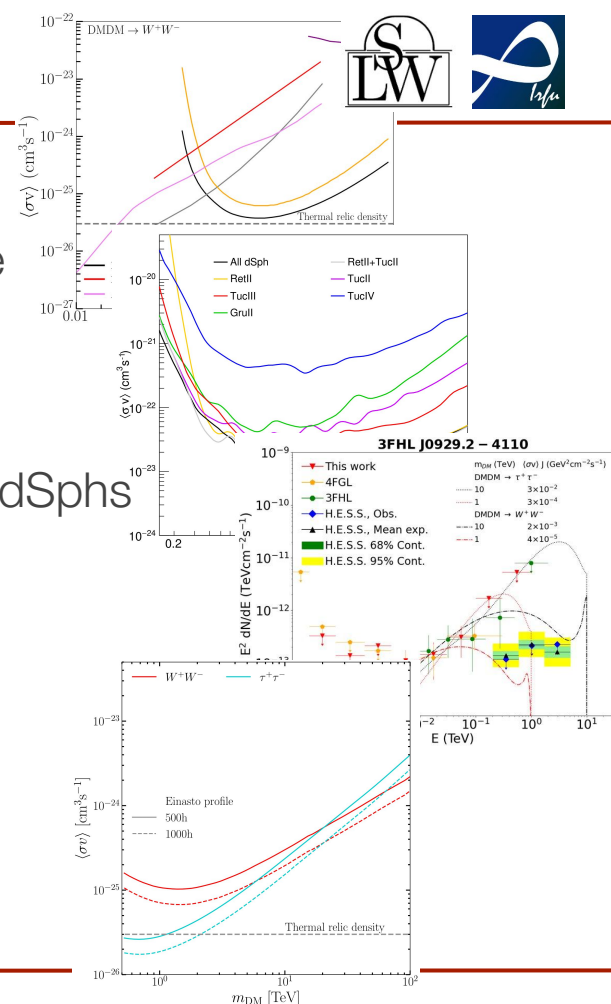 10⁻²²
DMDM → W⁺W⁻
10⁻²³
10⁻²⁴
10⁻²⁵
10⁻²⁶
10⁻²⁷
⟨σv⟩ (cm³s⁻¹)
Thermal relic density
0.01
S
LW
Irfu
e
dSphs
All dSph
RetII
TucIII
GruII
RetII+TucII
TucII
TucIV
10⁻²⁰
10⁻²¹
10⁻²²
10⁻²³
10⁻²⁴
⟨σ v⟩ (cm³s⁻¹)
0.2
3FHL J0929.2 − 4110
10⁻⁹
10⁻¹⁰
10⁻¹¹
10⁻¹²
E² dN/dE (TeVcm⁻²s⁻¹)
This work
4FGL
3FHL
H.E.S.S., Obs.
H.E.S.S., Mean exp.
H.E.S.S. 68% Cont.
H.E.S.S. 95% Cont.
m_DM (TeV) ⟨σv⟩ J (GeV²cm⁻²s⁻¹)
DMDM → τ⁺τ⁻
10 3×10⁻²
1 3×10⁻⁴
DMDM → W⁺W⁻
10 2×10⁻³
1 4×10⁻⁵
10⁻¹ 10⁰ 10¹
E (TeV)
W⁺W⁻ τ⁺τ⁻
10⁻²³
10⁻²⁴
10⁻²⁵
10⁻²⁶
⟨σv⟩ [cm³s⁻¹]
Einasto profile
500h
1000h
Thermal relic density
10⁰ 10¹ 10²
m_DM [TeV]